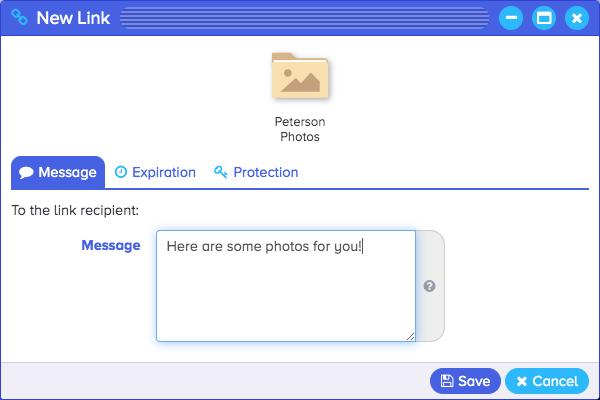 New Link
Peterson
Photos
Message
Expiration
Protection
To the link recipient:
Message
Here are some photos for you!
?
Save
Cancel